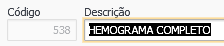 Código Descrição
538 HEMOGRAMA COMPLETO